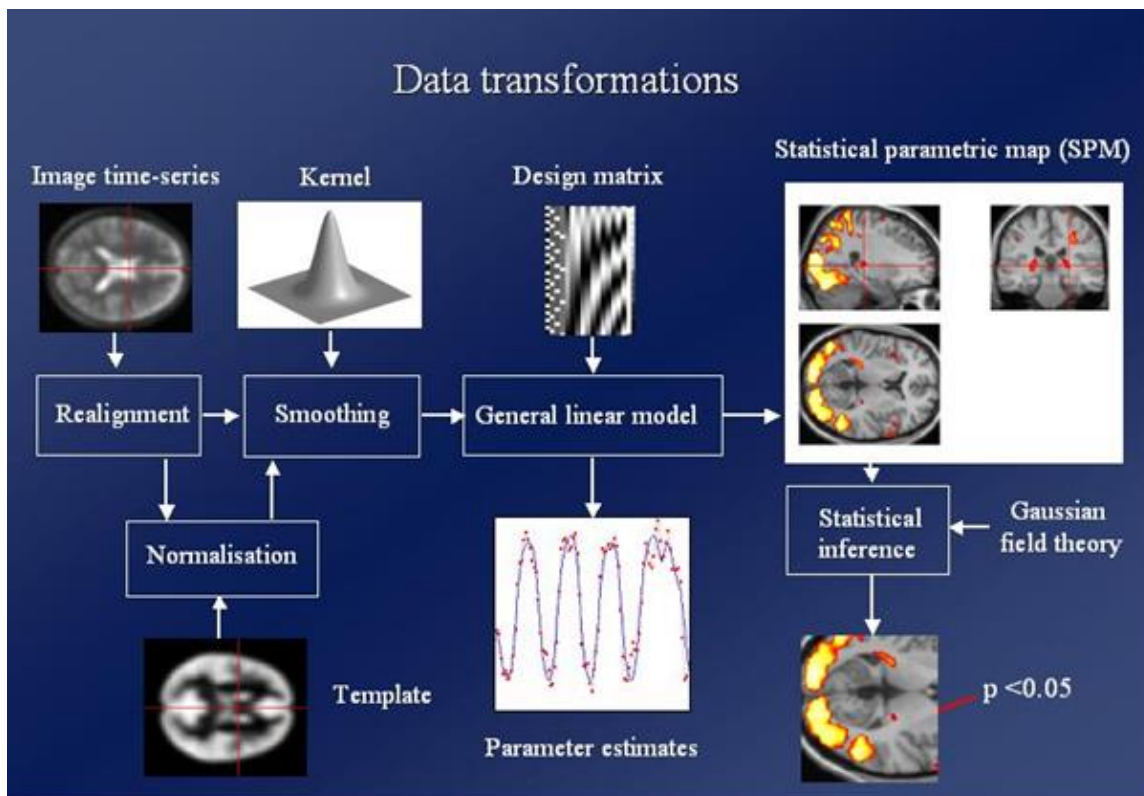 Data transformations
Image time-series
Kernel
Design matrix
Statistical parametric map (SPM)
Realignment
Smoothing
General linear model
Normalisation
Statistical
inference
Gaussian
field theory
Template
Parameter estimates
p <0.05